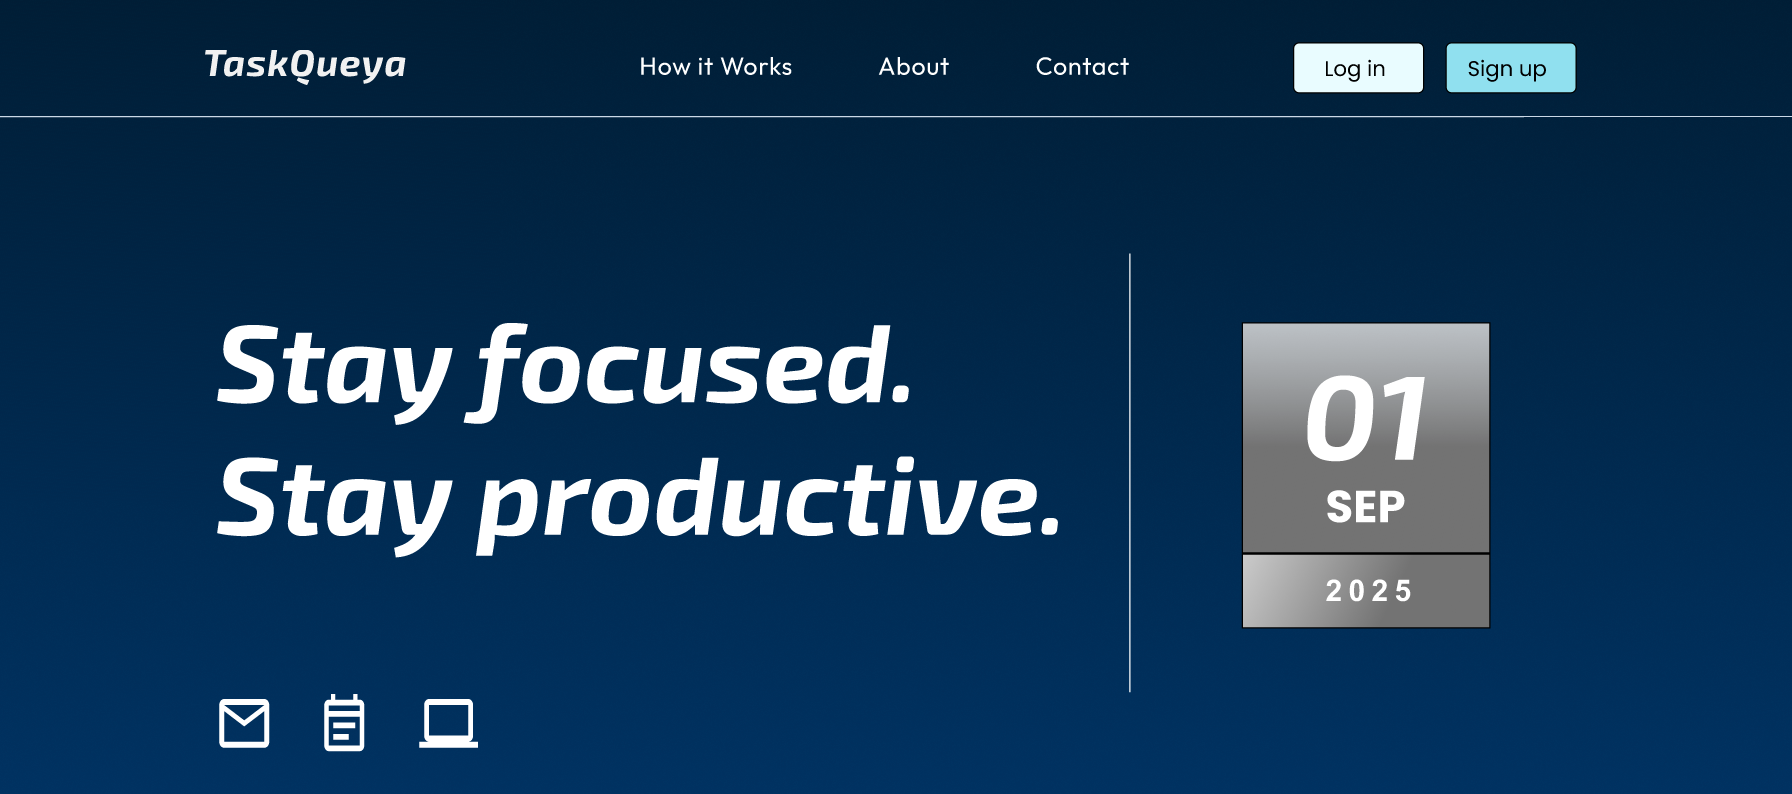 TaskQueya
How it Works
About
Contact
Log in
Sign up
Stay focused.
Stay productive.
01
SEP
2025